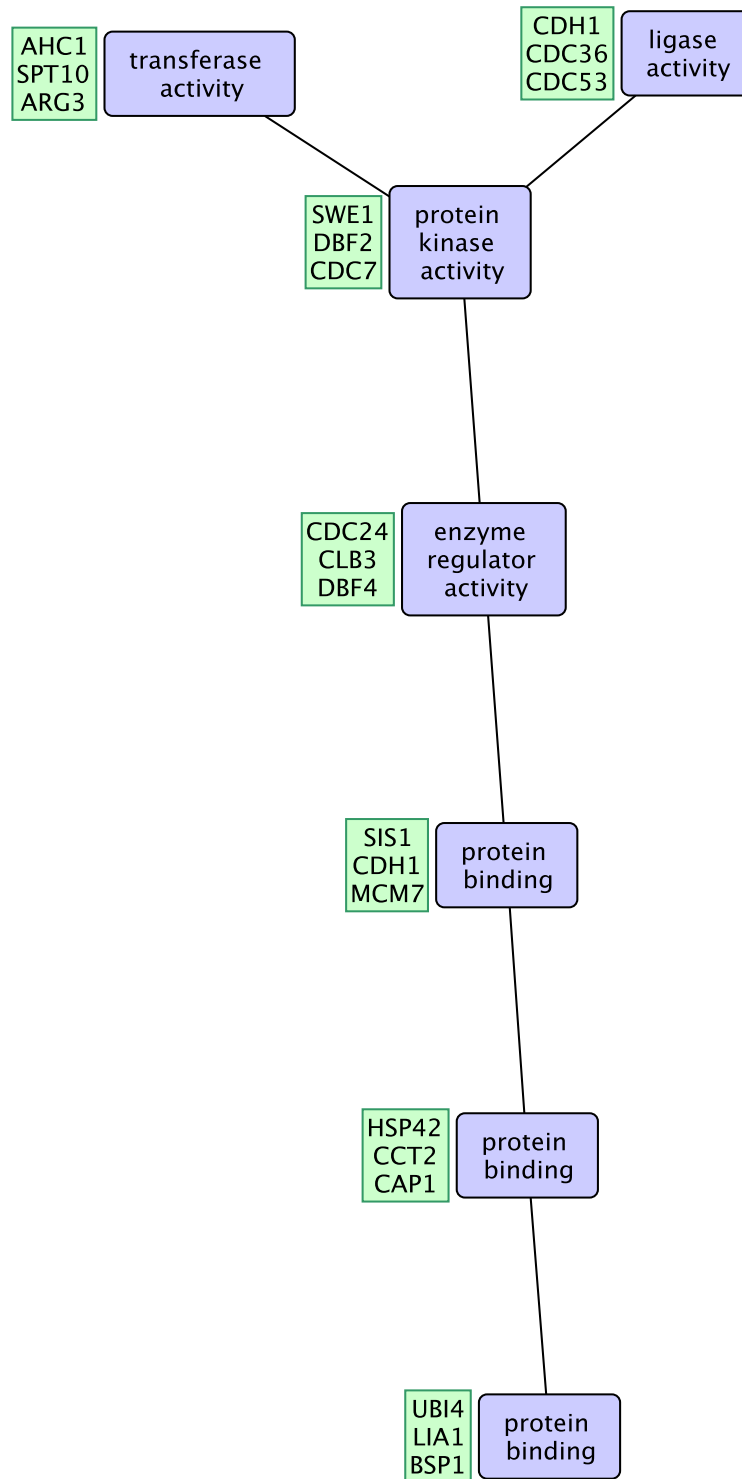 AHC1
SPT10
ARG3
transferase
activity
CDH1
CDC36
CDC53
ligase
activity
SWE1
DBF2
CDC7
protein
kinase
activity
CDC24
CLB3
DBF4
enzyme
regulator
activity
SIS1
CDH1
MCM7
protein
binding
HSP42
CCT2
CAP1
protein
binding
UBI4
LIA1
BSP1
protein
binding